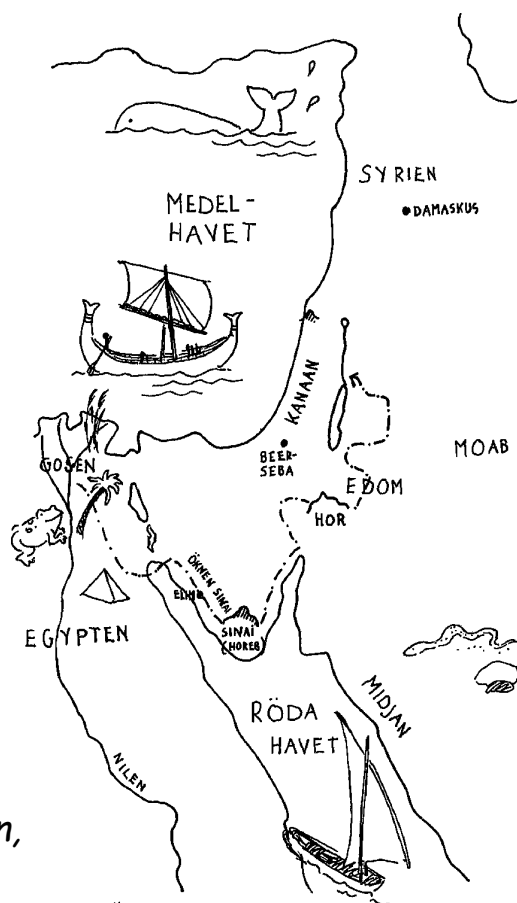 SYRIEN
DAMASKUS
MEDEL-
HAVET
KANAAN
BEER-
SEBA
MOAB
GOSEN
EDOM
HOR
ÖKNEN SINAI
ELIM
SINAI
(HOREB)
EGYPTEN
MIDJAN
RÖDA
HAVET
NILEN
n,